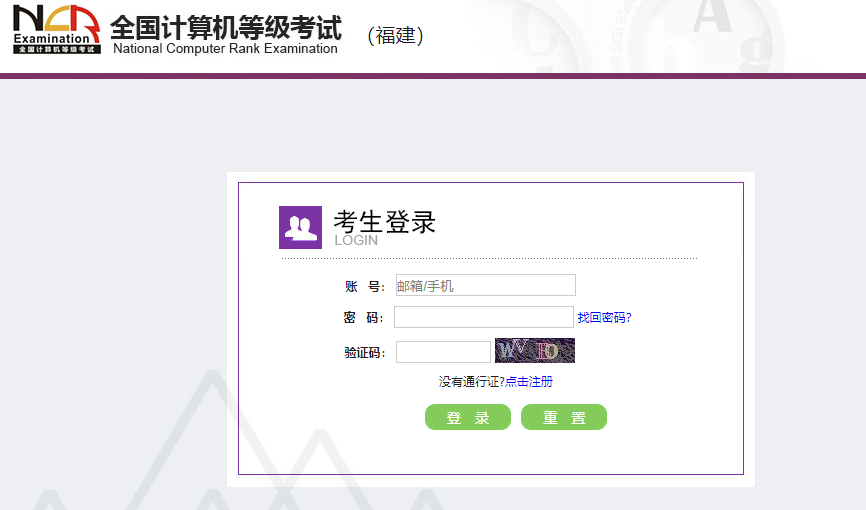 NCR
Examination
全国计算机等级考试
全国计算机等级考试
National Computer Rank Examination
（福建）
考生登录
LOGIN
账 号：
邮箱/手机
密 码：
找回密码?
验证码：
没有通行证?点击注册
登 录
重 置